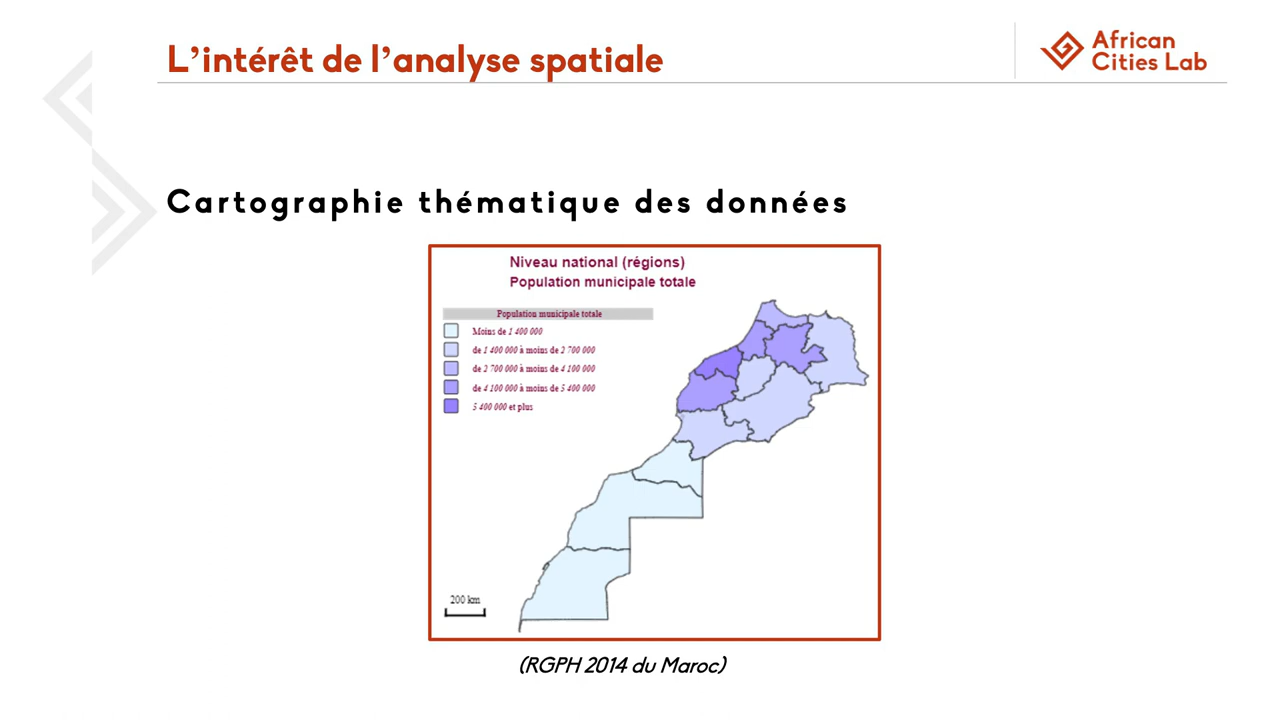 L’intérêt de l’analyse spatiale
African
Cities Lab
Cartographie thématique des données
Niveau national (régions)
Population municipale totale
Population municipale totale
Moins de 1 400 000
de 1 400 000 à moins de 2 700 000
de 2 700 000 à moins de 4 100 000
de 4 100 000 à moins de 5 400 000
5 400 000 et plus
200 km
(RGPH 2014 du Maroc)